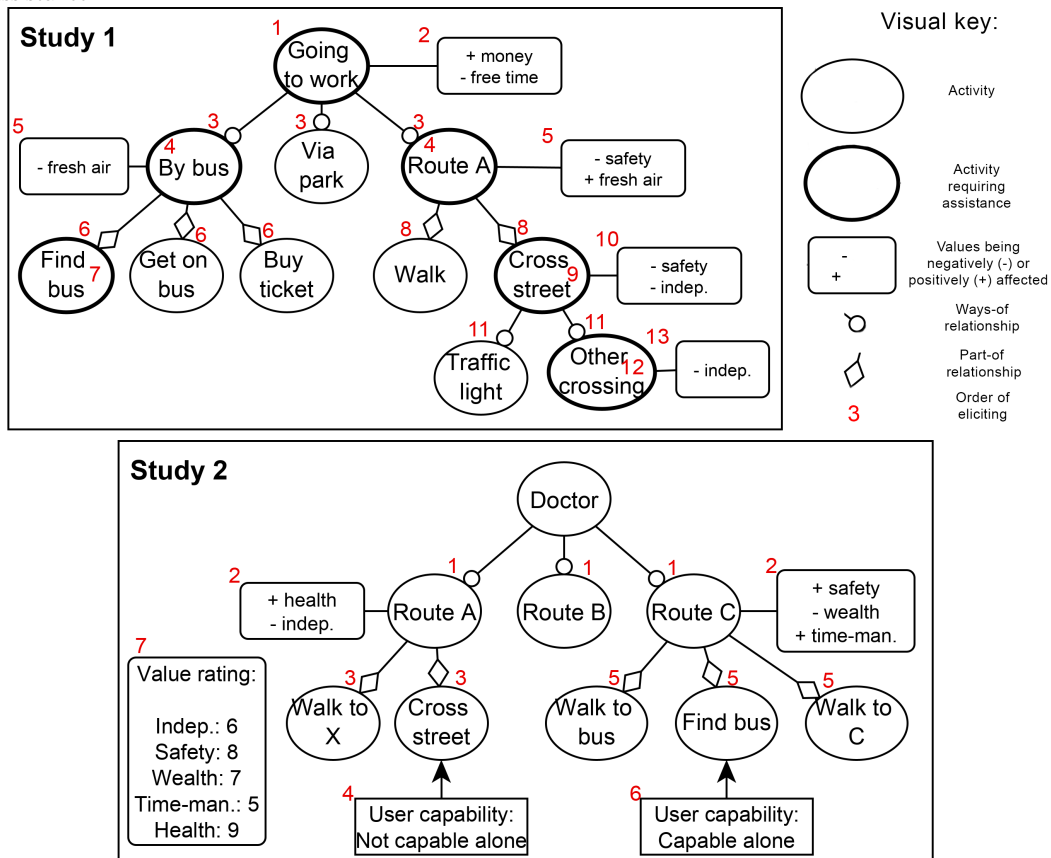 Study 1
1
Going
to work
2
+ money
- free time
3
3
3
5
- fresh air
4
By bus
Via
park
4
Route A
5
- safety
+ fresh air
6
Find
bus
7
6
Get on
bus
6
Buy
ticket
8
Walk
8
Cross
street
9
10
- safety
- indep.
11
Traffic
light
11
Other
crossing
12
13
- indep.
Visual key:
Activity
Activity
requiring
assistance
-
+
Values being
negatively (-) or
positively (+) affected
Ways-of
relationship
Part-of
relationship
3
Order of
eliciting
Study 2
Doctor
1
1
1
2
+ health
- indep.
Route A
Route B
Route C
2
+ safety
- wealth
+ time-man.
7
Value rating:
Indep.: 6
Safety: 8
Wealth: 7
Time-man.: 5
Health: 9
3
Walk to
X
3
Cross
street
5
Walk to
bus
5
Find bus
5
Walk to
C
4
User capability:
Not capable alone
6
User capability:
Capable alone